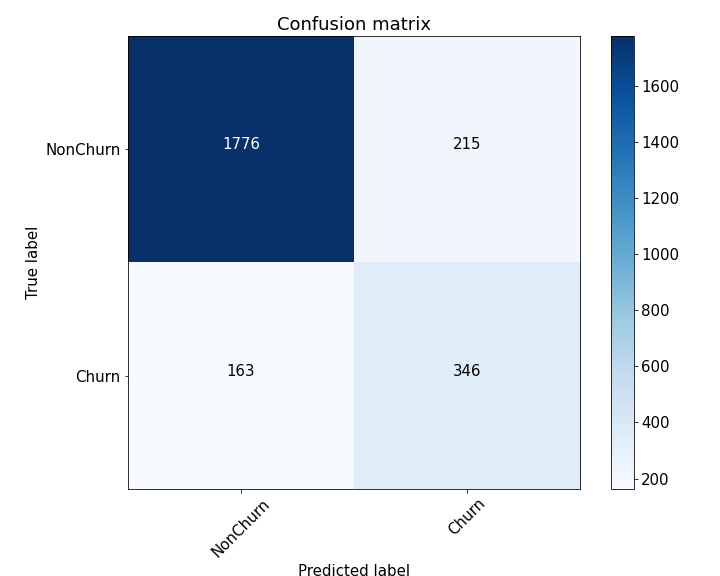 Confusion matrix
NonChurn
1776
215
Churn
163
346
True label
NonChurn
Churn
Predicted label
1600
1400
1200
1000
800
600
400
200